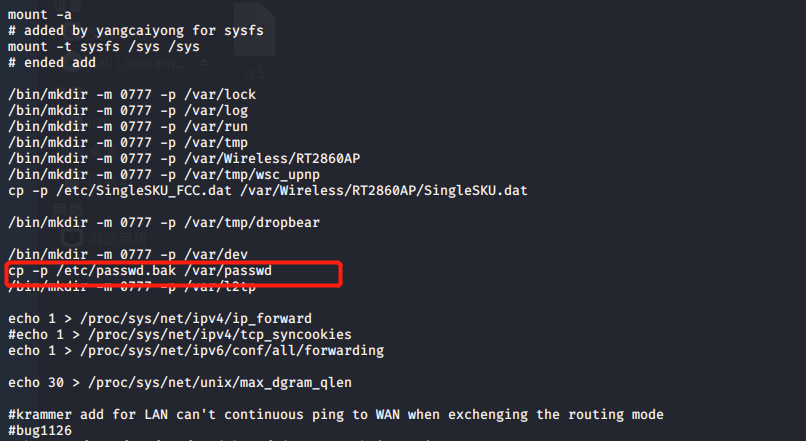 mount -a
# added by yangcaiyong for sysfs
mount -t sysfs /sys /sys
# ended add
/bin/mkdir -m 0777 -p /var/lock
/bin/mkdir -m 0777 -p /var/log
/bin/mkdir -m 0777 -p /var/run
/bin/mkdir -m 0777 -p /var/tmp
/bin/mkdir -m 0777 -p /var/Wireless/RT2860AP
/bin/mkdir -m 0777 -p /var/tmp/wsc_upnp
cp -p /etc/SingleSKU_FCC.dat /var/Wireless/RT2860AP/SingleSKU.dat
/bin/mkdir -m 0777 -p /var/tmp/dropbear
/bin/mkdir -m 0777 -p /var/dev
cp -p /etc/passwd.bak /var/passwd
/bin/mkdir -m 0777 -p /var/l2tp
echo 1 > /proc/sys/net/ipv4/ip_forward
#echo 1 > /proc/sys/net/ipv4/tcp_syncookies
echo 1 > /proc/sys/net/ipv6/conf/all/forwarding
echo 30 > /proc/sys/net/unix/max_dgram_qlen
#krammer add for LAN can't continuous ping to WAN when exchenging the routing mode
#bug1126